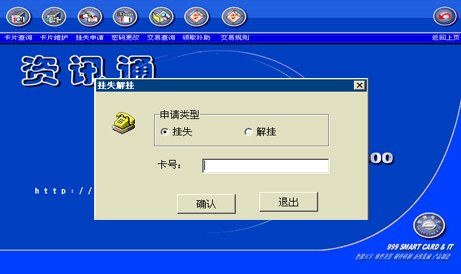 卡片查询 卡片维护 挂失申请 密码更改 交易查询 领取补助 交易规则 返回上页
资讯通
挂失解挂
申请类型
挂失 解挂
卡号：
00
http://
确认 退出
999 SMART CARD & IT